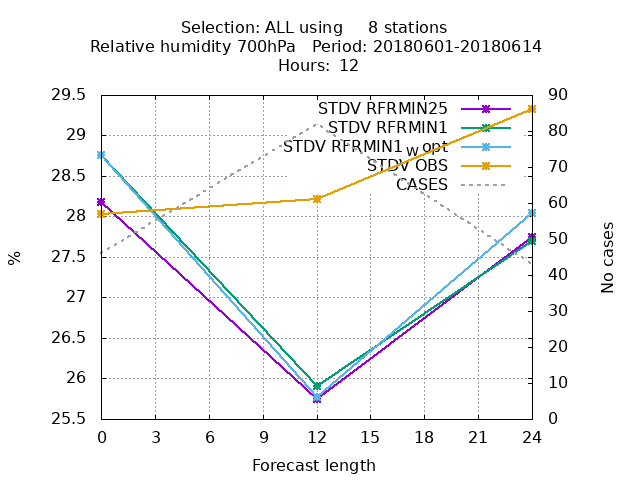 Selection: ALL using 8 stations
Relative humidity 700hPa Period: 20180601-20180614
Hours: 12
29.5
29
28.5
28
27.5
27
26.5
26
25.5
%
90
80
70
60
50
40
30
20
10
0
No cases
STDV RFRMIN25
STDV RFRMIN1
STDV RFRMIN1wopt
STDV OBS
CASES
0 3 6 9 12 15 18 21 24
Forecast length